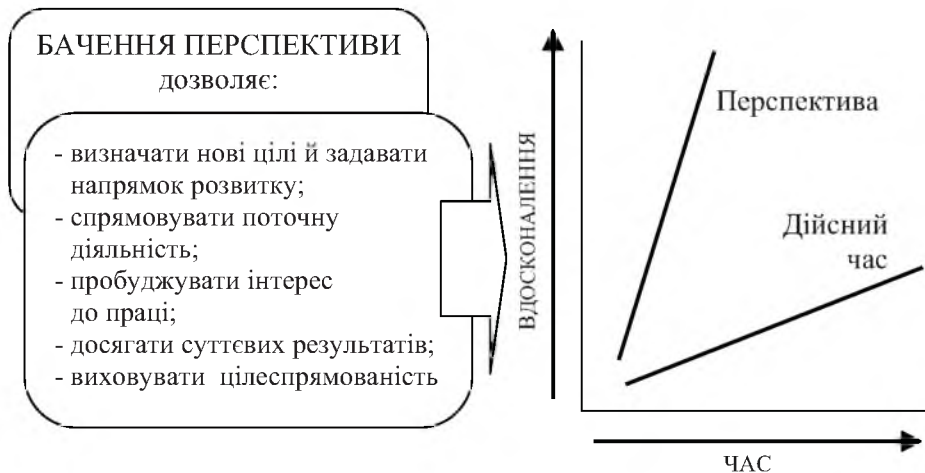 БАЧЕННЯ ПЕРСПЕКТИВИ
дозволяє:
- визначати нові цілі й задавати
напрямок розвитку;
- спрямовувати поточну
діяльність;
- пробуджувати інтерес
до праці;
- досягати суттєвих результатів;
- виховувати цілеспрямованість
ВДОСКОНАЛЕННЯ
Перспектива
Дійсний
час
ЧАС